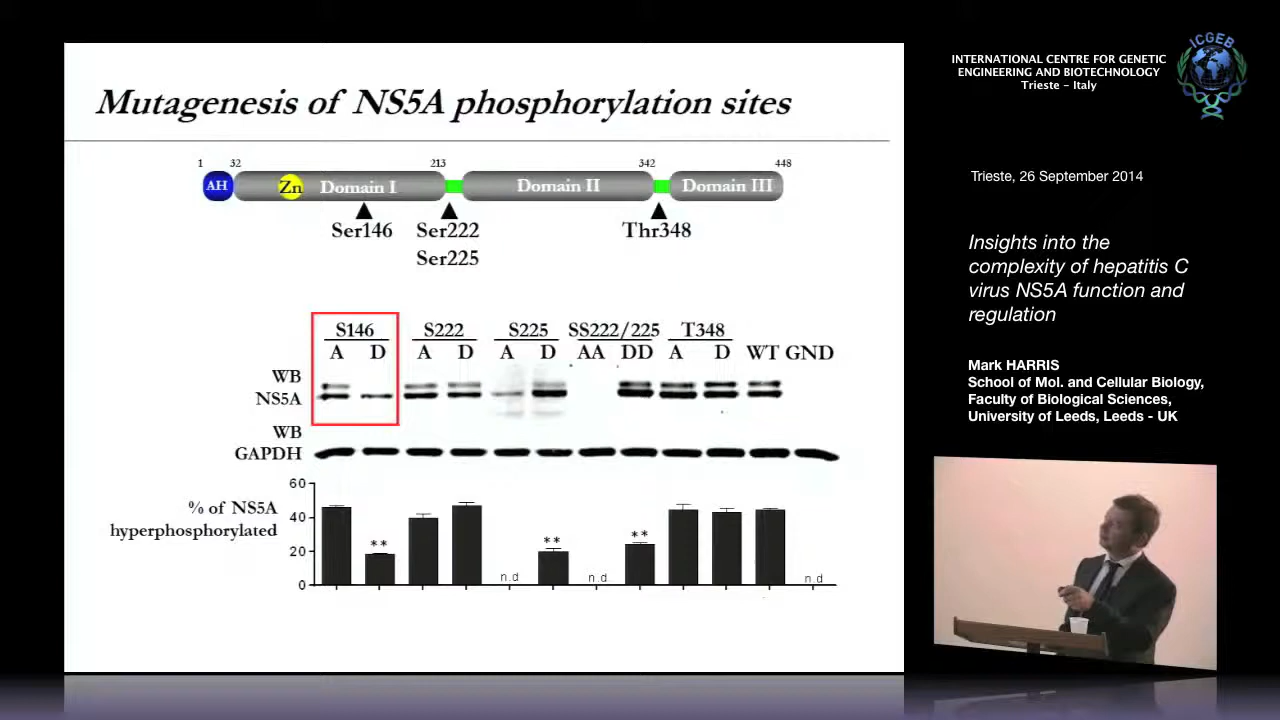 Mutagenesis of NS5A phosphorylation sites
1 32 213 342 448
AH Zn Domain I Domain II Domain III
Ser146 Ser222 Thr348
Ser225
S146 S222 S225 SS222/225 T348
A D A D A D AA DD A D WT GND
WB
NS5A
WB
GAPDH
% of NS5A
hyperphosphorylated
60
40
20
0
** ** **
n.d n.d n.d
INTERNATIONAL CENTRE FOR GENETIC
ENGINEERING AND BIOTECHNOLOGY
Trieste - Italy
ICGEB
Trieste, 26 September 2014
Insights into the
complexity of hepatitis C
virus NS5A function and
regulation
Mark HARRIS
School of Mol. and Cellular Biology,
Faculty of Biological Sciences,
University of Leeds, Leeds - UK